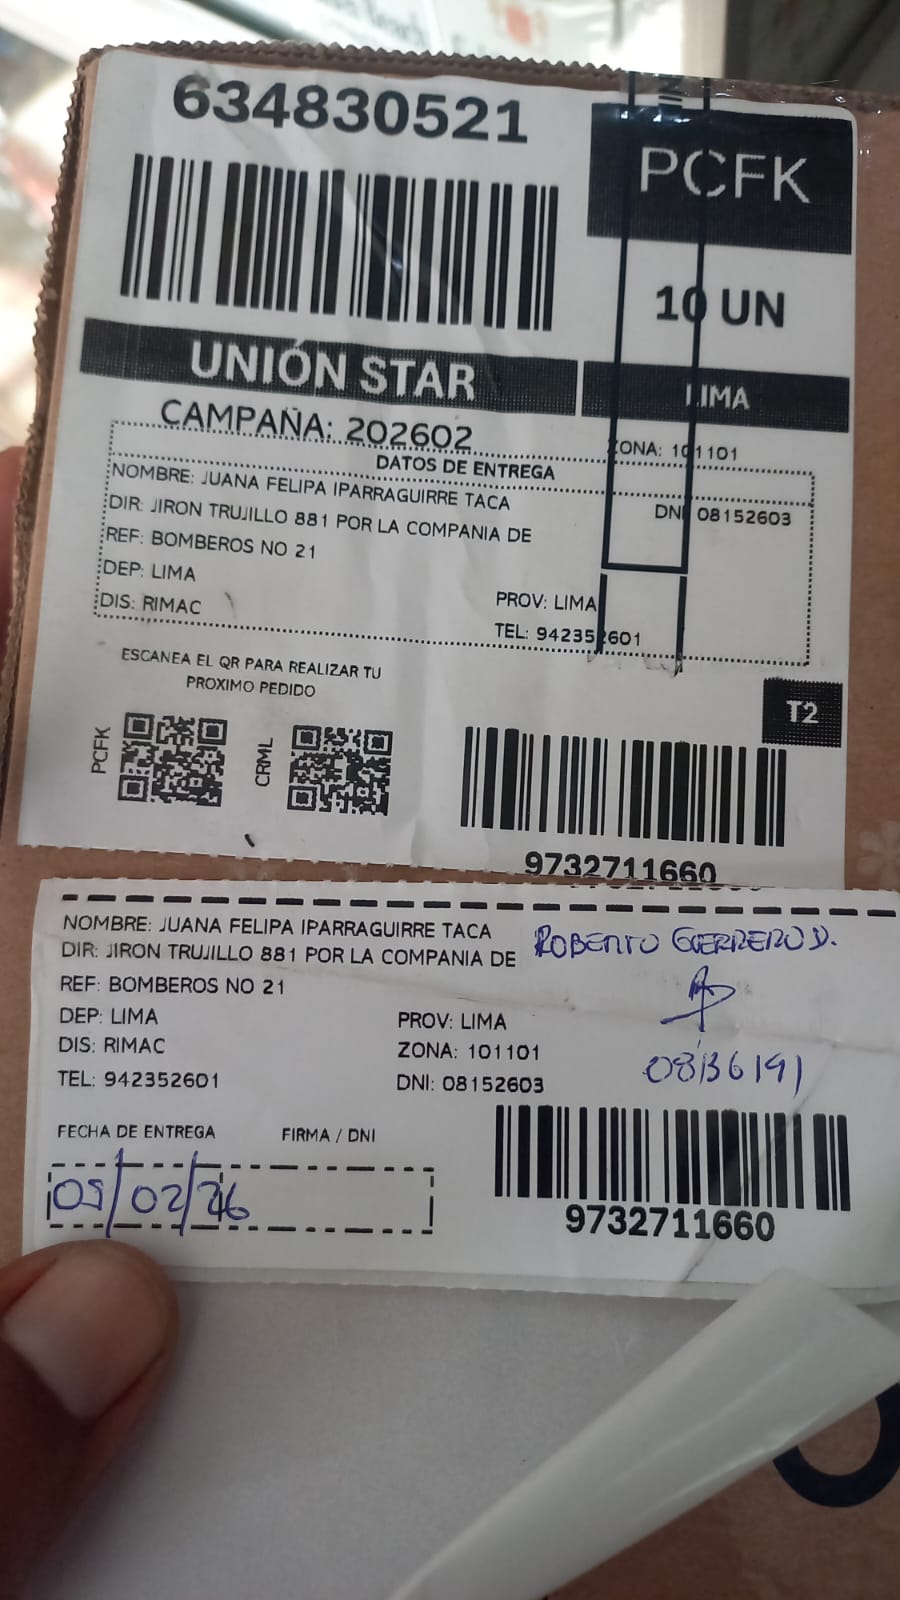 634830521
PCFK
10 UN
UNIÓN STAR
LIMA
CAMPAÑA: 202602
ZONA: 101101
DATOS DE ENTREGA
NOMBRE: JUANA FELIPA IPARRAGUIRRE TACA
DNI 08152603
DIR: JIRON TRUJILLO 881 POR LA COMPANIA DE
REF: BOMBEROS NO 21
DEP: LIMA
PROV: LIMA
DIS: RIMAC
TEL: 942352601
ESCANEA EL QR PARA REALIZAR TU
PROXIMO PEDIDO
T2
PCFK
CRML
9732711660
NOMBRE: JUANA FELIPA IPARRAGUIRRE TACA
ROBERTO GUERRERO D.
DIR: JIRON TRUJILLO 881 POR LA COMPANIA DE
REF: BOMBEROS NO 21
DEP: LIMA
PROV: LIMA
DIS: RIMAC
ZONA: 101101
08136191
TEL: 942352601
DNI: 08152603
FECHA DE ENTREGA
FIRMA / DNI
05/02/26
9732711660